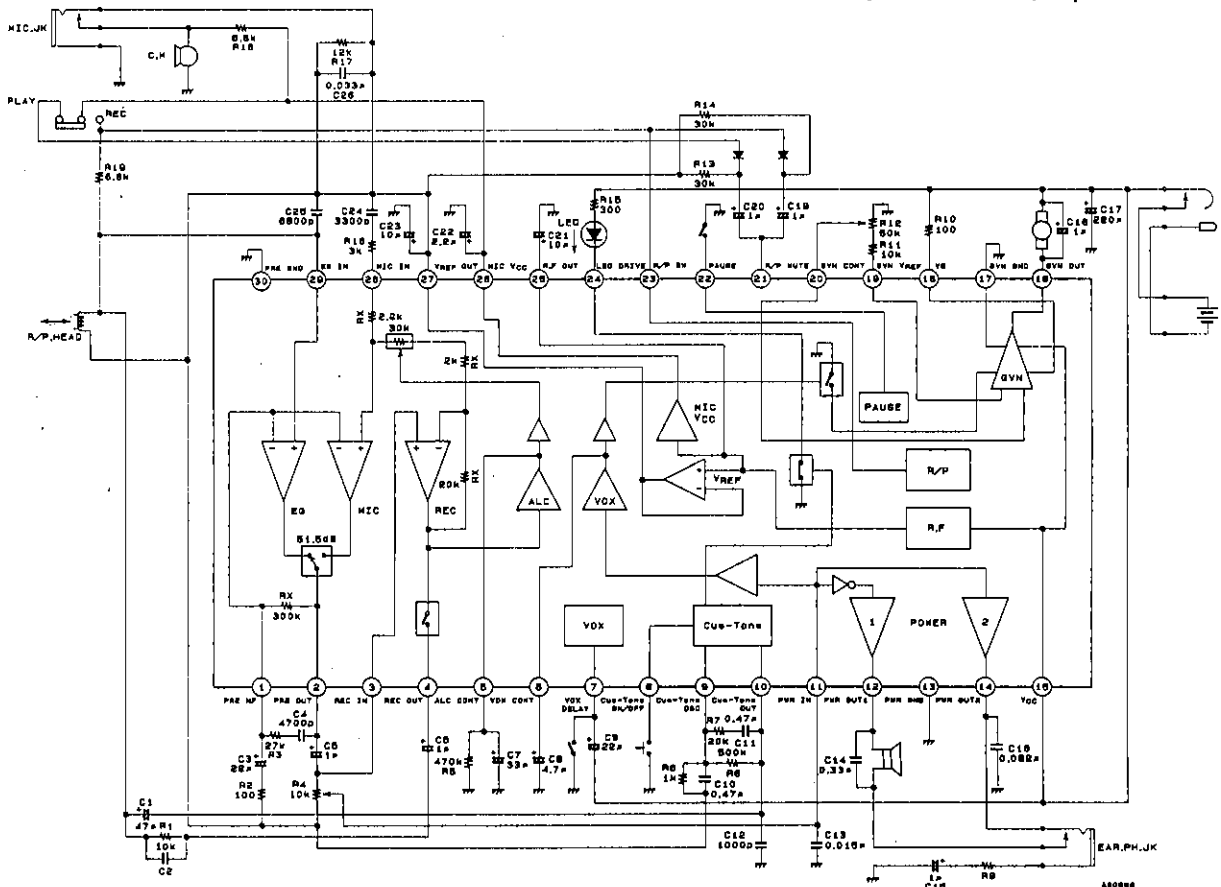 MIC.JK
6.8k
R18
C.M
12k
R17
0.033μ
C26
PLAY
REC
R14
30k
R19
6.8k
R13
30k
C25
6800p
C24
3300p
R16
3k
C23
10μ
C22
2.2μ
C21
10μ
LED
R15
300
C20
1μ
C19
1μ
R12
50k
R11
10k
R10
100
C18
1μ
C17
220μ
PRE GND
EQ IN
MIC IN
VREF OUT
MIC VCC
R.F OUT
LED DRIVE
R/P SW
PAUSE
R/P MUTE
GVN CONT
GVN VREF
VS
GVN GND
GVN OUT
30
29
28
27
26
25
24
23
22
21
20
19
18
17
16
R/P.HEAD
RX
2.2k
30k
2k
RX
MIC
VCC
GVN
PAUSE
VREF
R/P
R.F
EQ
MIC
REC
20k
RX
ALC
VOX
51.5dB
RX
300k
VOX
Cue-Tone
1
POWER
2
1
2
3
4
5
6
7
8
9
10
11
12
13
14
15
PRE NF
PRE OUT
REC IN
REC OUT
ALC CONT
VOX CONT
VOX
DELAY
Cue-Tone
ON/OFF
Cue-Tone
OSC
Cue-Tone
OUT
PWR IN
PWR OUT1
PWR GND
PWR OUT2
VCC
C4
4700p
27k
R3
C5
1μ
C3
22μ
R2
100
R4
10k
C6
1μ
470k
R5
C7
33μ
C8
4.7μ
C9
22μ
R7
20k
0.47μ
C11
500k
R6
R8
1k
C10
0.47μ
C14
0.33μ
C16
0.082μ
C1
47μ
R1
10k
C2
C12
1000p
C13
0.015μ
EAR.PH.JK
1μ
C15
R9